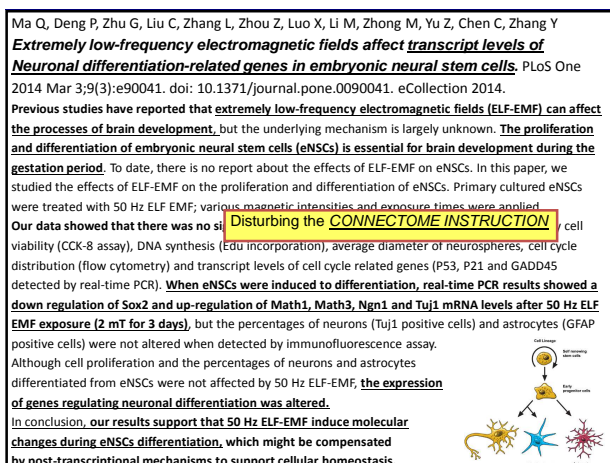 Ma Q, Deng P, Zhu G, Liu C, Zhang L, Zhou Z, Luo X, Li M, Zhong M, Yu Z, Chen C, Zhang Y
Extremely low-frequency electromagnetic fields affect transcript levels of
Neuronal differentiation-related genes in embryonic neural stem cells. PLoS One
2014 Mar 3;9(3):e90041. doi: 10.1371/journal.pone.0090041. eCollection 2014.
Previous studies have reported that extremely low-frequency electromagnetic fields (ELF-EMF) can affect
the processes of brain development, but the underlying mechanism is largely unknown. The proliferation
and differentiation of embryonic neural stem cells (eNSCs) is essential for brain development during the
gestation period. To date, there is no report about the effects of ELF-EMF on eNSCs. In this paper, we
studied the effects of ELF-EMF on the proliferation and differentiation of eNSCs. Primary cultured eNSCs
were treated with 50 Hz ELF-EMF; various magnetic intensities and exposure times were applied.
Our data showed that there was no
Disturbing the CONNECTOME INSTRUCTION
cell
viability (CCK-8 assay), DNA synthesis (Edu incorporation), average diameter of neurospheres, cell cycle
distribution (flow cytometry) and transcript levels of cell cycle related genes (P53, P21 and GADD45
detected by real-time PCR). When eNSCs were induced to differentiation, real-time PCR results showed a
down regulation of Sox2 and up-regulation of Math1, Math3, Ngn1 and Tuj1 mRNA levels after 50 Hz ELF
EMF exposure (2 mT for 3 days), but the percentages of neurons (Tuj1 positive cells) and astrocytes (GFAP
positive cells) were not altered when detected by immunofluorescence assay.
Although cell proliferation and the percentages of neurons and astrocytes
differentiated from eNSCs were not affected by 50 Hz ELF-EMF, the expression
of genes regulating neuronal differentiation was altered.
In conclusion, our results support that 50 Hz ELF-EMF induce molecular
changes during eNSCs differentiation, which might be compensated
by post-transcriptional mechanisms to support cellular homeostasis
Cell Lineage
Self renewing
stem cells
Early
progenitor cells